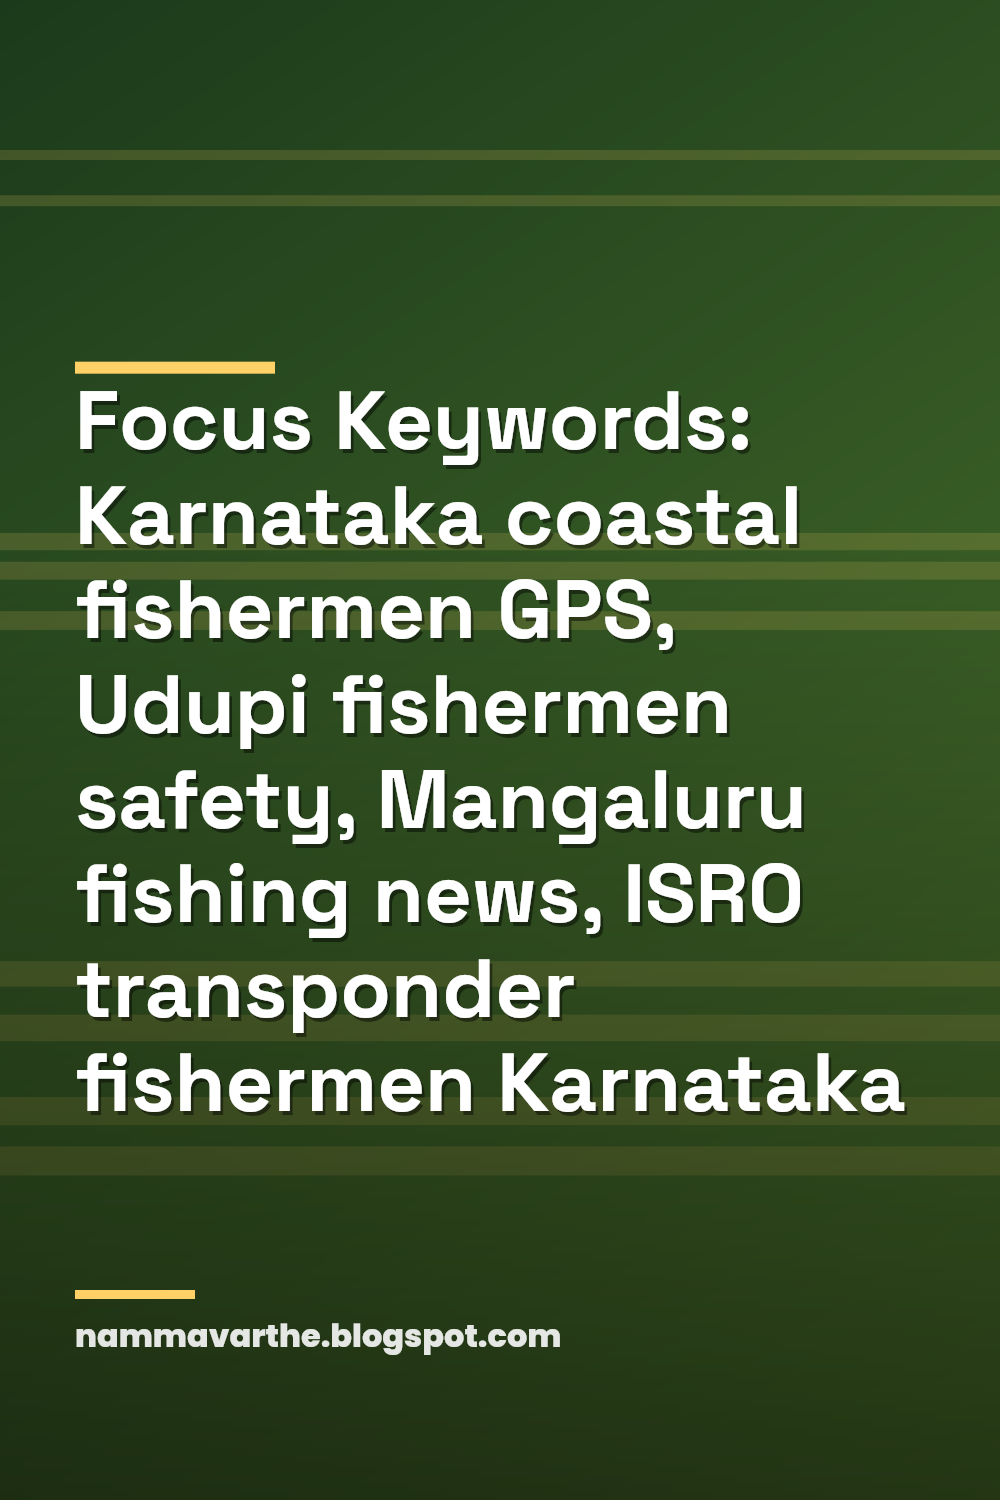 Focus Keywords:
Karnataka coastal
fishermen GPS,
Udupi fishermen
safety, Mangaluru
fishing news, ISRO
transponder
fishermen Karnataka
nammavarthe.blogspot.com